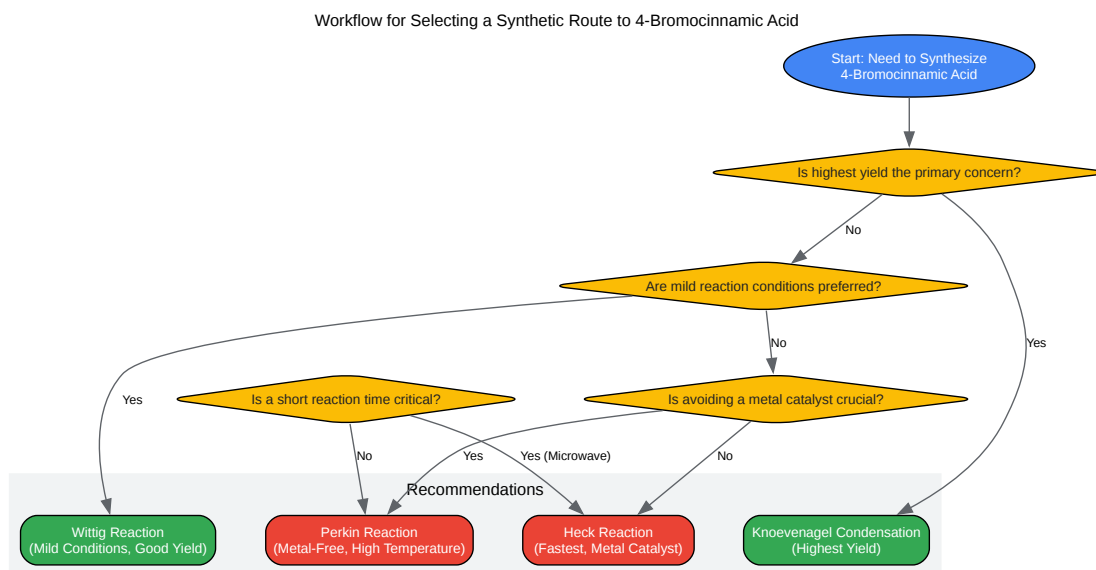 Workflow for Selecting a Synthetic Route to 4-Bromocinnamic Acid
Start: Need to Synthesize
4-Bromocinnamic Acid
Is highest yield the primary concern?
No
Are mild reaction conditions preferred?
No
Yes
Yes
Is a short reaction time critical?
Is avoiding a metal catalyst crucial?
No
Yes
Yes (Microwave)
No
Recommendations
Wittig Reaction
(Mild Conditions, Good Yield)
Perkin Reaction
(Metal-Free, High Temperature)
Heck Reaction
(Fastest, Metal Catalyst)
Knoevenagel Condensation
(Highest Yield)